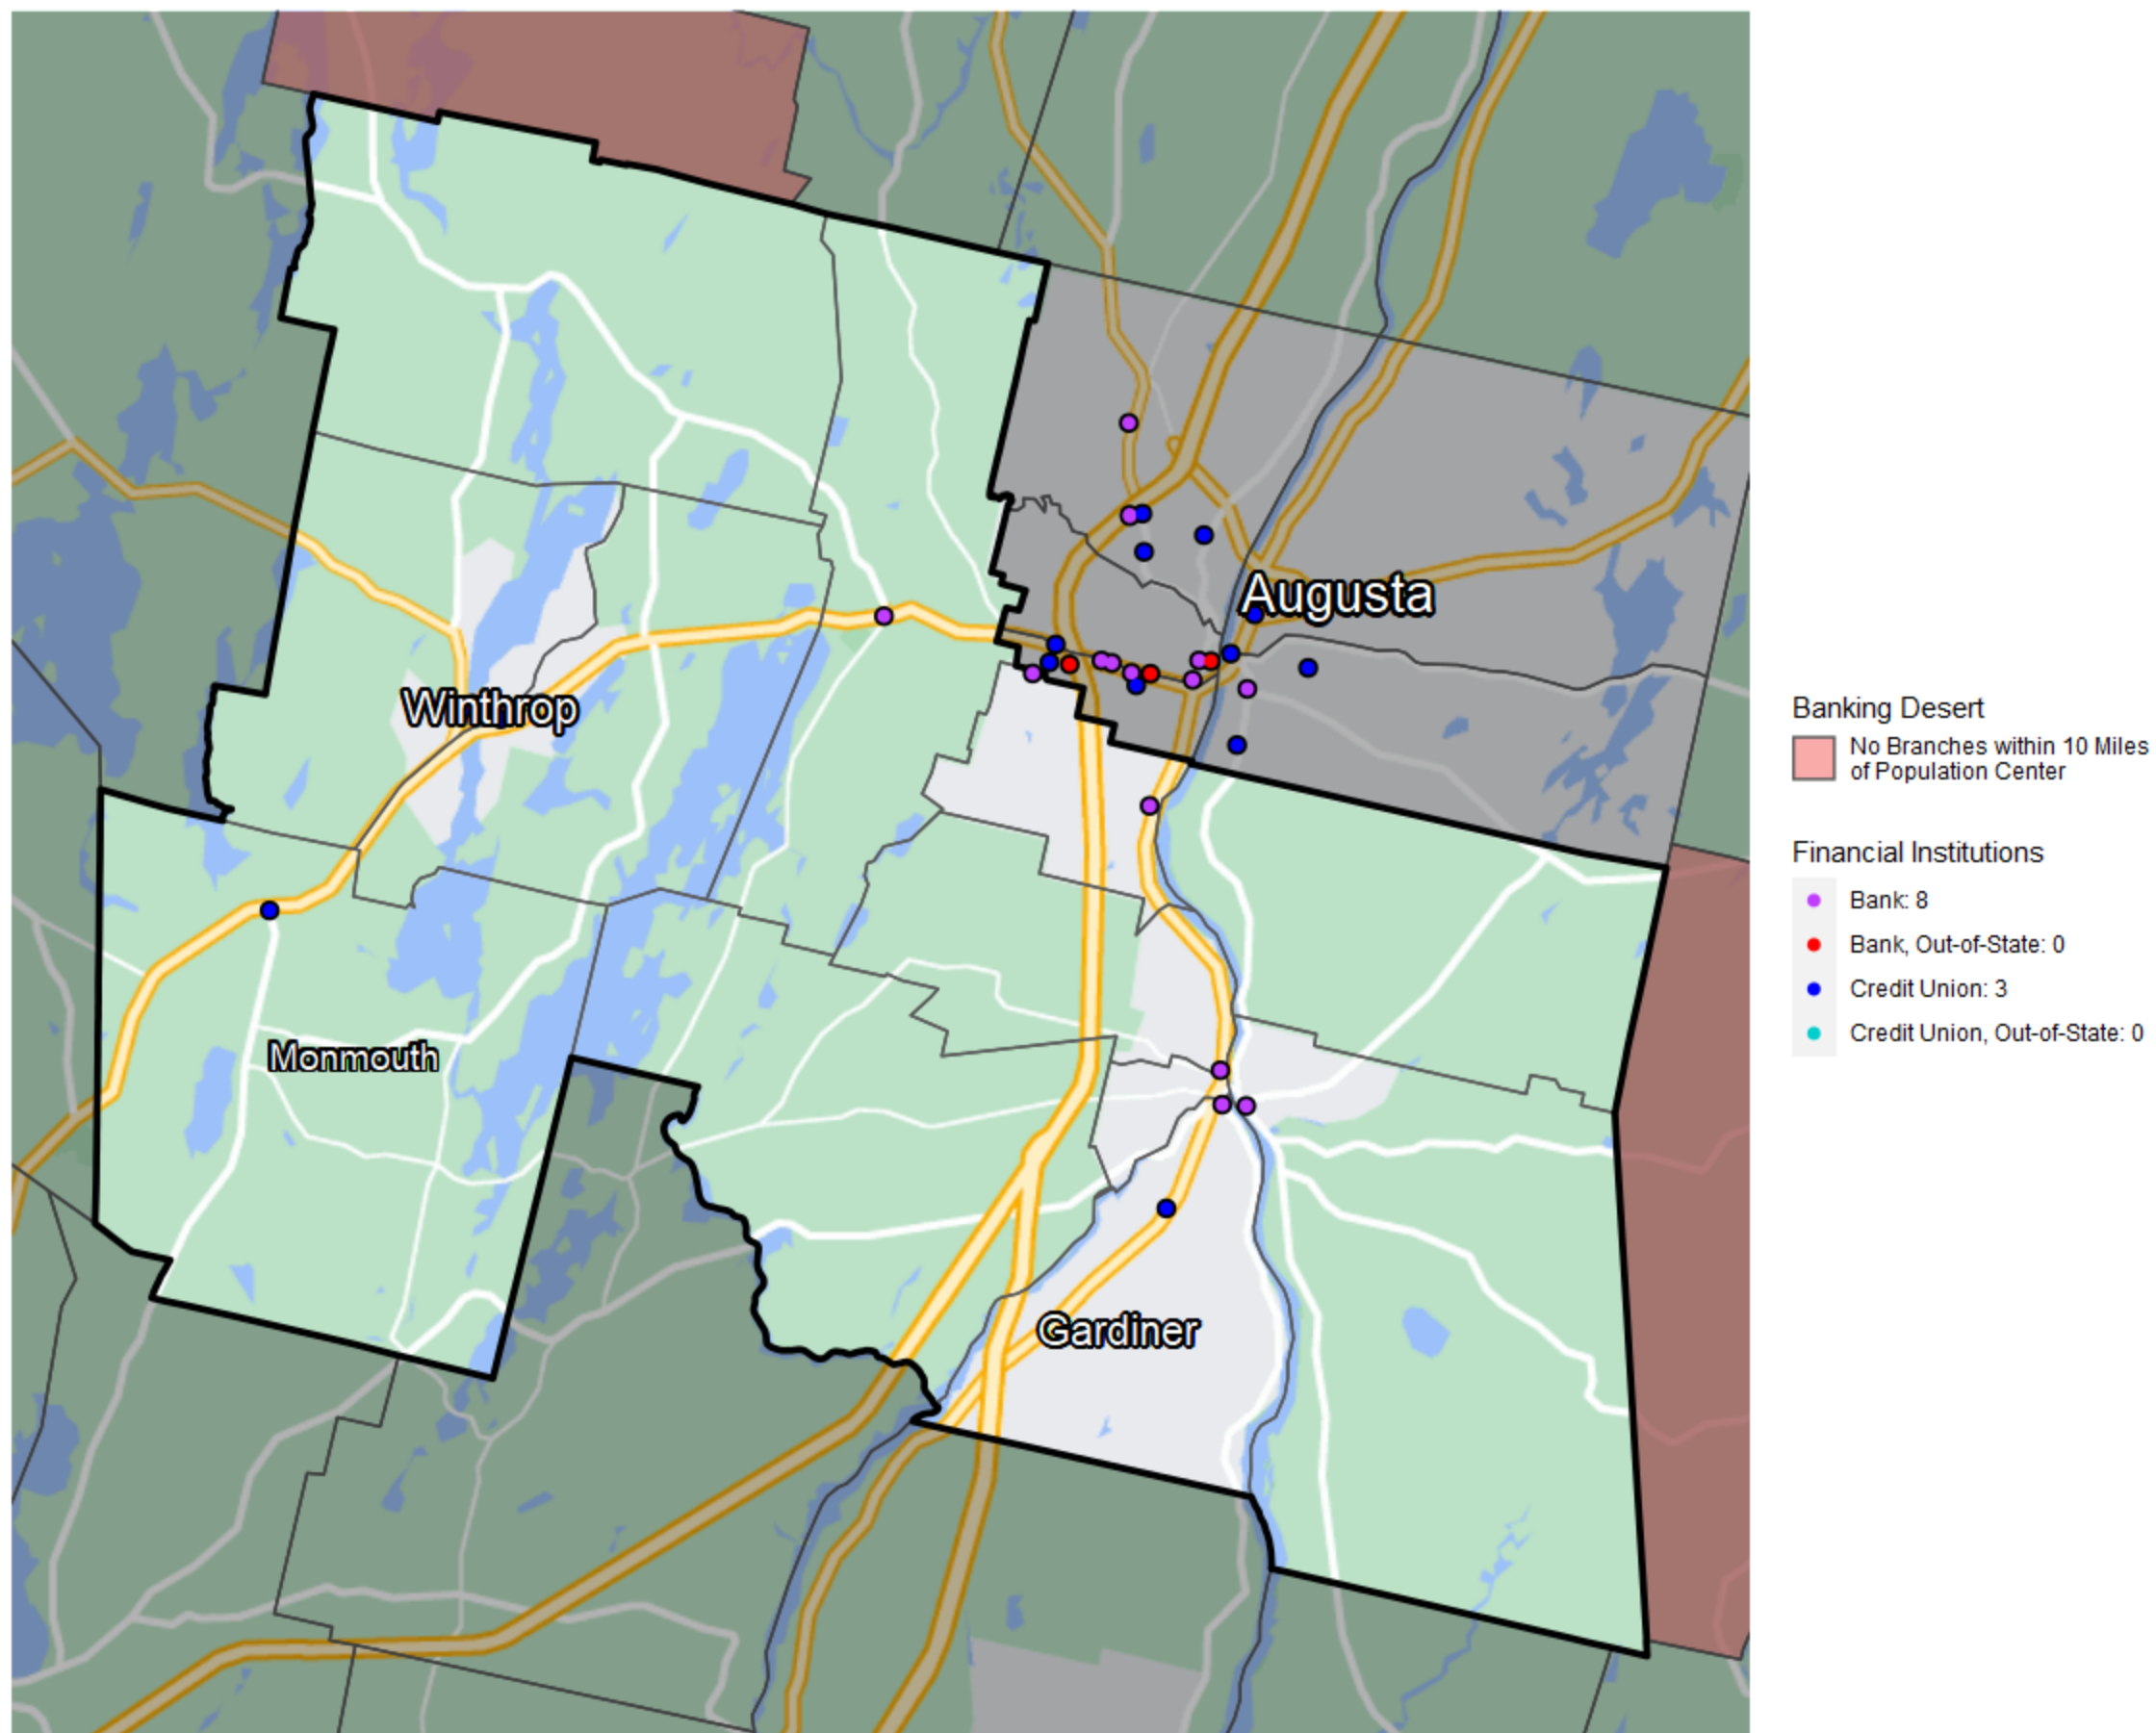 Augusta
Winthrop
Monmouth
Gardiner
Banking Desert
No Branches within 10 Miles
of Population Center
Financial Institutions
Bank: 8
Bank, Out-of-State: 0
Credit Union: 3
Credit Union, Out-of-State: 0